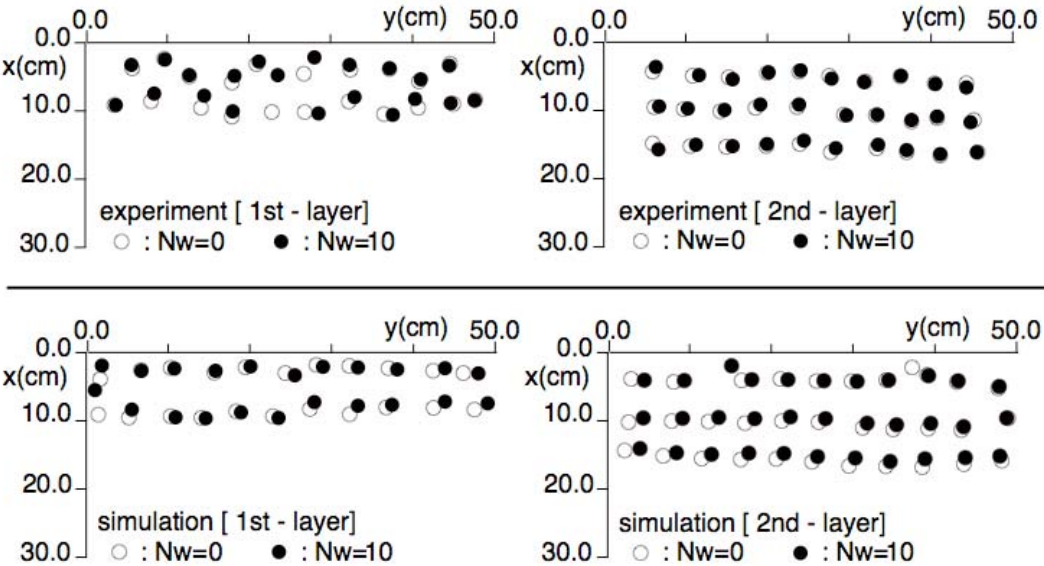 0.0 y(cm) 50.0
0.0
x(cm)
10.0
20.0
experiment [ 1st - layer]
30.0 : Nw=0 : Nw=10
0.0 y(cm) 50.0
0.0
x(cm)
10.0
20.0
experiment [ 2nd - layer]
30.0 : Nw=0 : Nw=10
0.0 y(cm) 50.0
0.0
x(cm)
10.0
20.0
simulation [ 1st - layer]
30.0 : Nw=0 : Nw=10
0.0 y(cm) 50.0
0.0
x(cm)
10.0
20.0
simulation [ 2nd - layer]
30.0 : Nw=0 : Nw=10